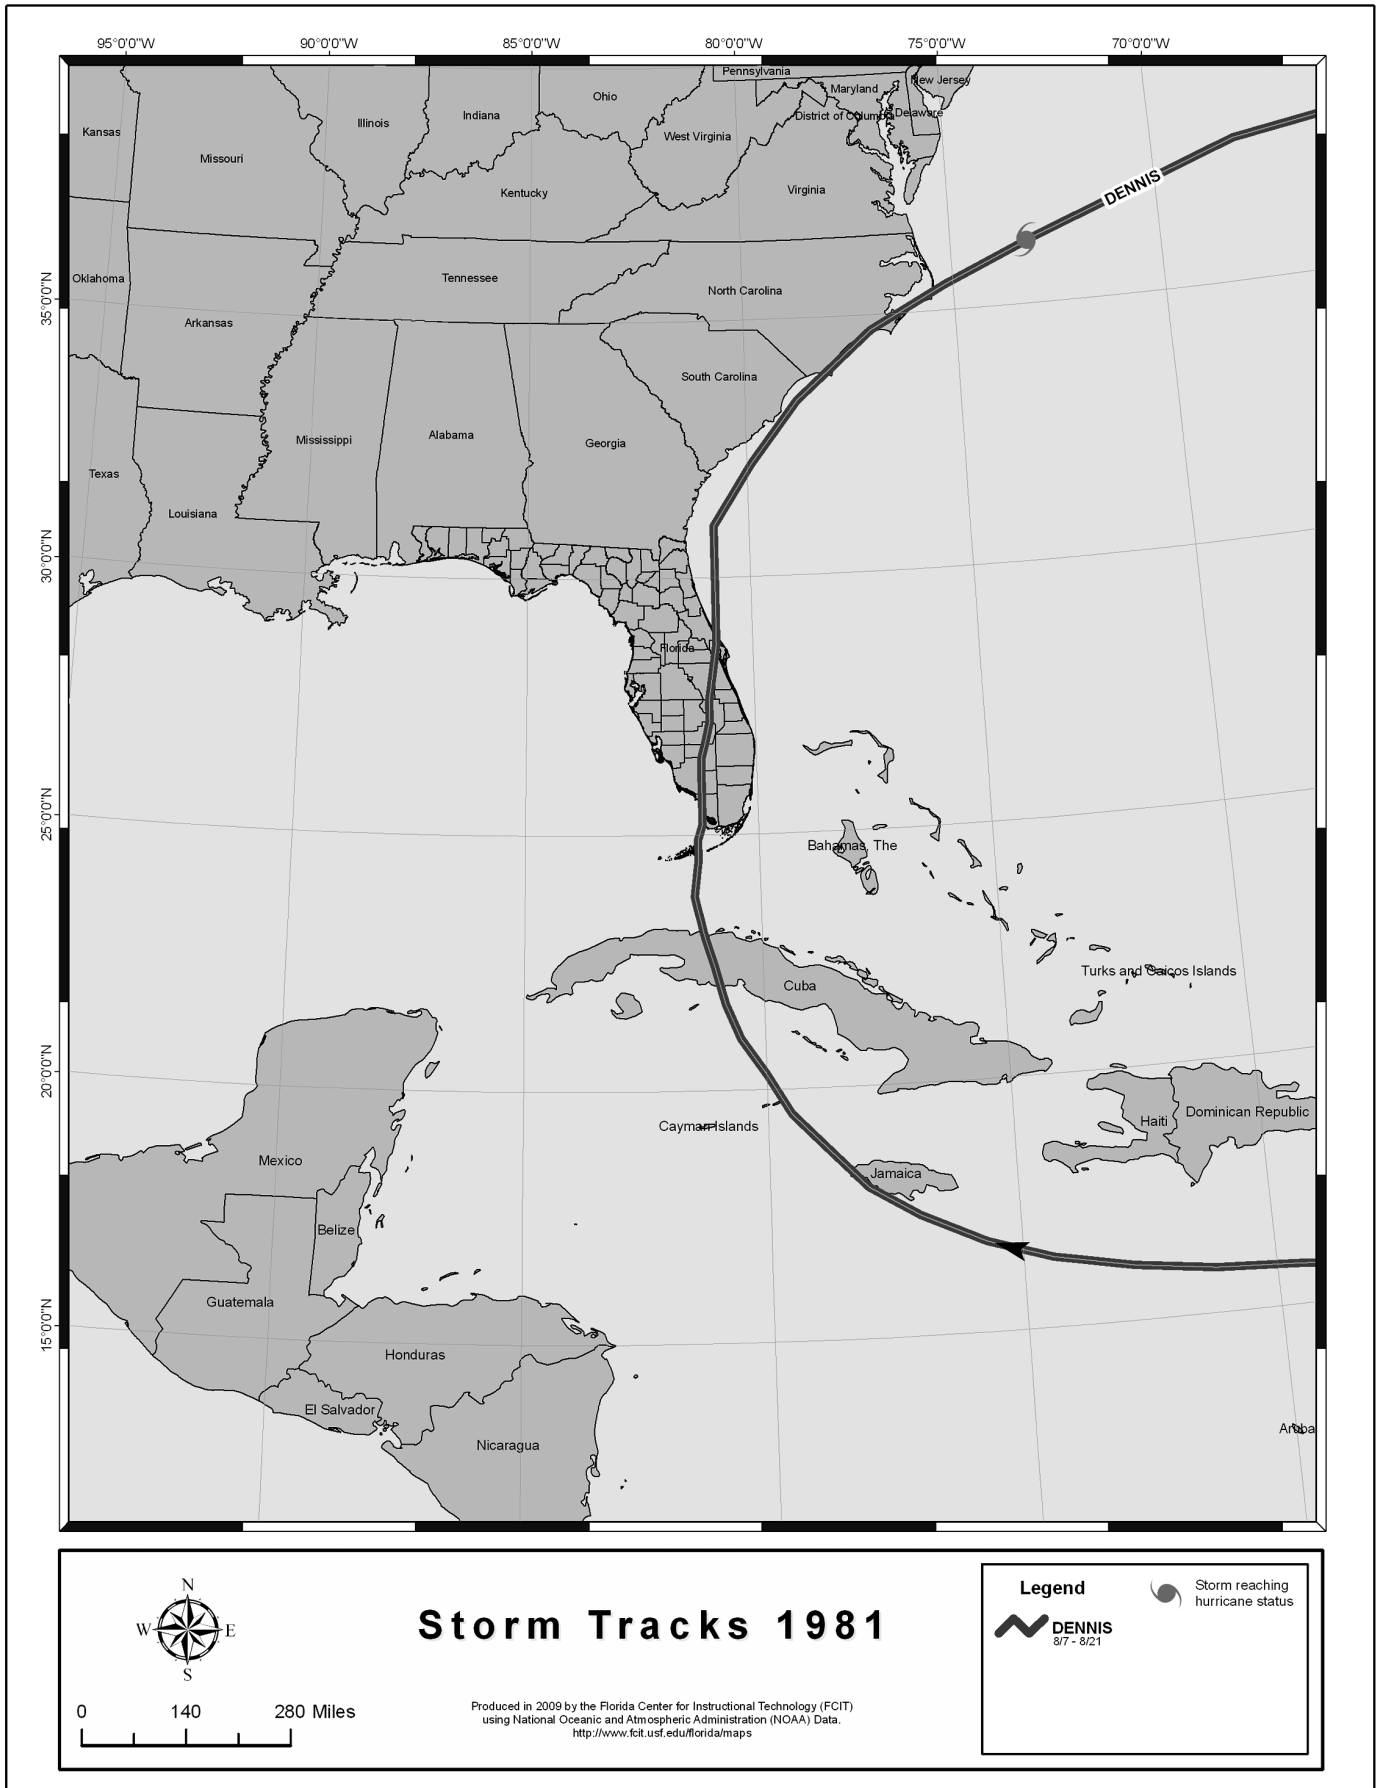 95°0'0"W 90°0'0"W 85°0'0"W 80°0'0"W 75°0'0"W 70°0'0"W
Pennsylvania
New Jersey
Maryland
Ohio
Indiana
Illinois
District of Columbia
Delaware
Kansas
West Virginia
Missouri
Virginia
Kentucky
DENNIS
Oklahoma
Tennessee
North Carolina
35°0'0"N
Arkansas
South Carolina
Mississippi
Alabama
Georgia
Texas
Louisiana
30°0'0"N
Florida
25°0'0"N
Bahamas, The
Turks and Caicos Islands
Cuba
20°0'0"N
Haiti
Dominican Republic
Cayman Islands
Mexico
Jamaica
Belize
Guatemala
15°0'0"N
Honduras
El Salvador
Aruba
Nicaragua
N
W E
S
0 140 280 Miles
Storm Tracks 1981
Produced in 2009 by the Florida Center for Instructional Technology (FCIT)
using National Oceanic and Atmospheric Administration (NOAA) Data.
http://www.fcit.usf.edu/florida/maps
Legend
Storm reaching
hurricane status
DENNIS
8/7 - 8/21